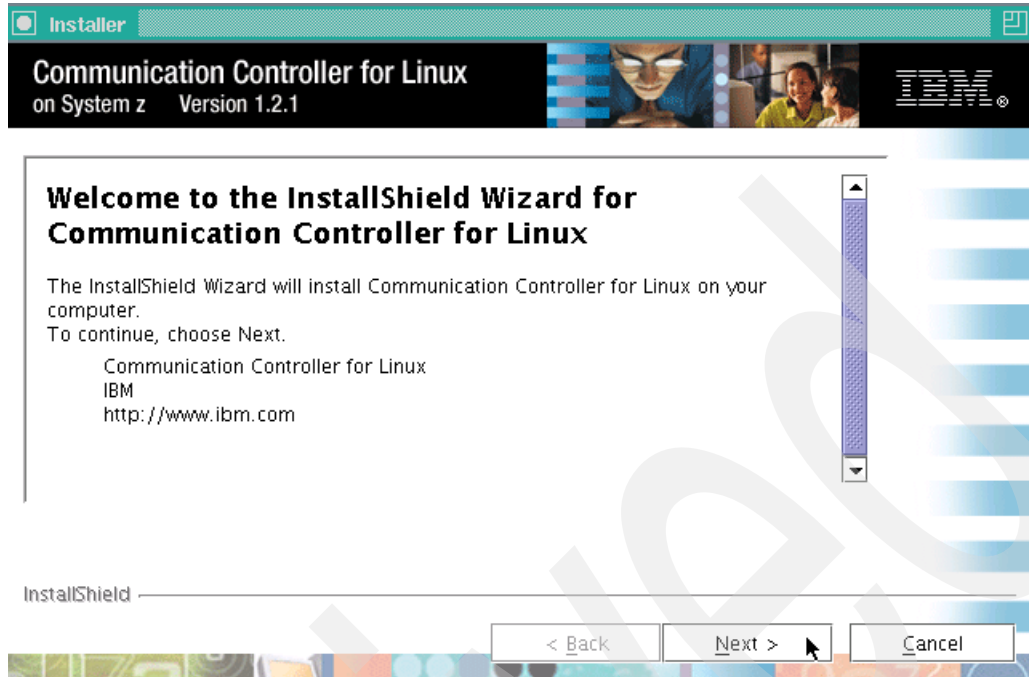 Installer
Communication Controller for Linux
on System z Version 1.2.1
IBM®
Welcome to the InstallShield Wizard for
Communication Controller for Linux
The InstallShield Wizard will install Communication Controller for Linux on your
computer.
To continue, choose Next.
Communication Controller for Linux
IBM
http://www.ibm.com
InstallShield
< Back
Next >
Cancel